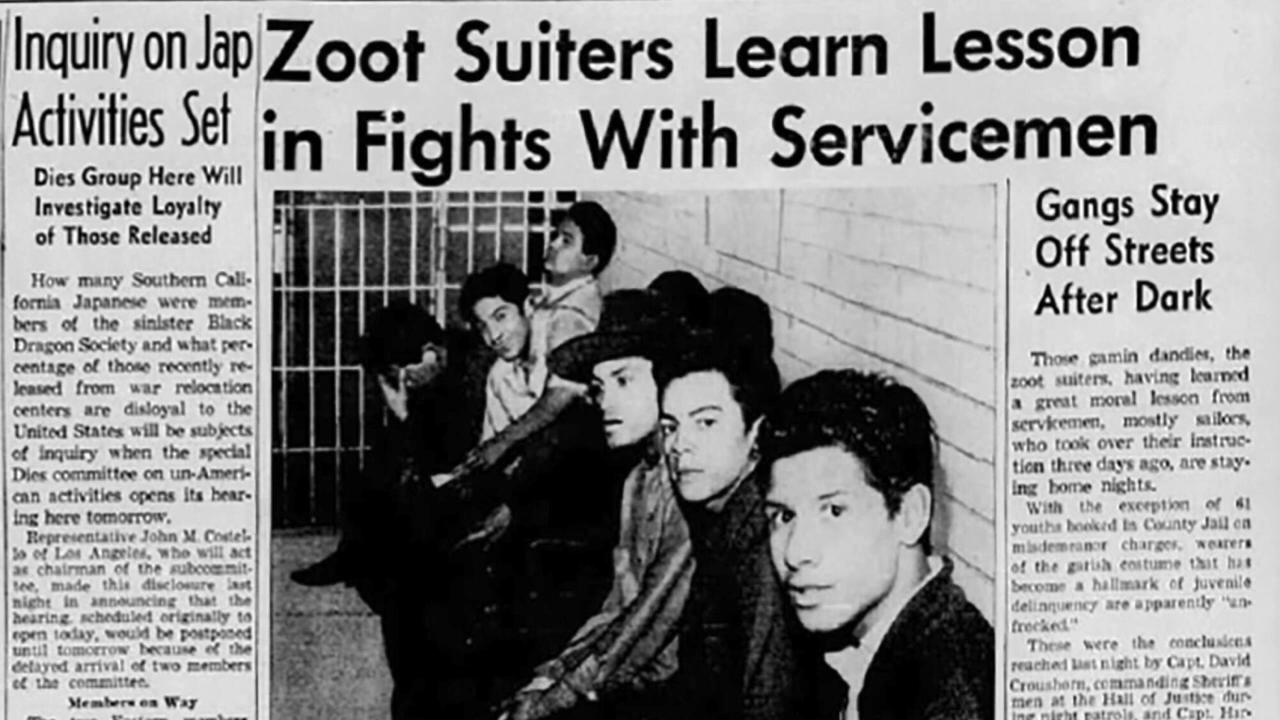 Inquiry on Jap
Activities Set
Dies Group Here Will
Investigate Loyalty
of Those Released
How many Southern Cali-
fornia Japanese were mem-
bers of the sinister Black
Dragon Society and what per-
centage of those recently re-
leased from war relocation
centers are disloyal to the
United States will be subjects
of inquiry when the special
Dies committee on un-Ameri-
can activities opens its hear-
ing here tomorrow.
Representative John M. Costel-
lo of Los Angeles, who will act
as chairman of the subcommit-
tee, made this disclosure last
night in announcing that the
hearing, scheduled originally to
open today, would be postponed
until tomorrow because of the
delayed arrival of two members
of the committee.
Members on Way
The two Eastern members
Zoot Suiters Learn Lesson
in Fights With Servicemen
Gangs Stay
Off Streets
After Dark
Those gamin dandies, the
zoot suiters, having learned
a great moral lesson from
servicemen, mostly sailors,
who took over their instruc-
tion three days ago, are stay-
ing home nights.
With the exception of 61
youths booked in County Jail on
misdemeanor charges, wearers
of the garish costume that has
become a hallmark of juvenile
delinquency are apparently "un-
frocked."
These were the conclusions
reached last night by Capt. David
Croushorn, commanding Sheriff's
men at the Hall of Justice dur-
ing night patrols, and Capt. Har-